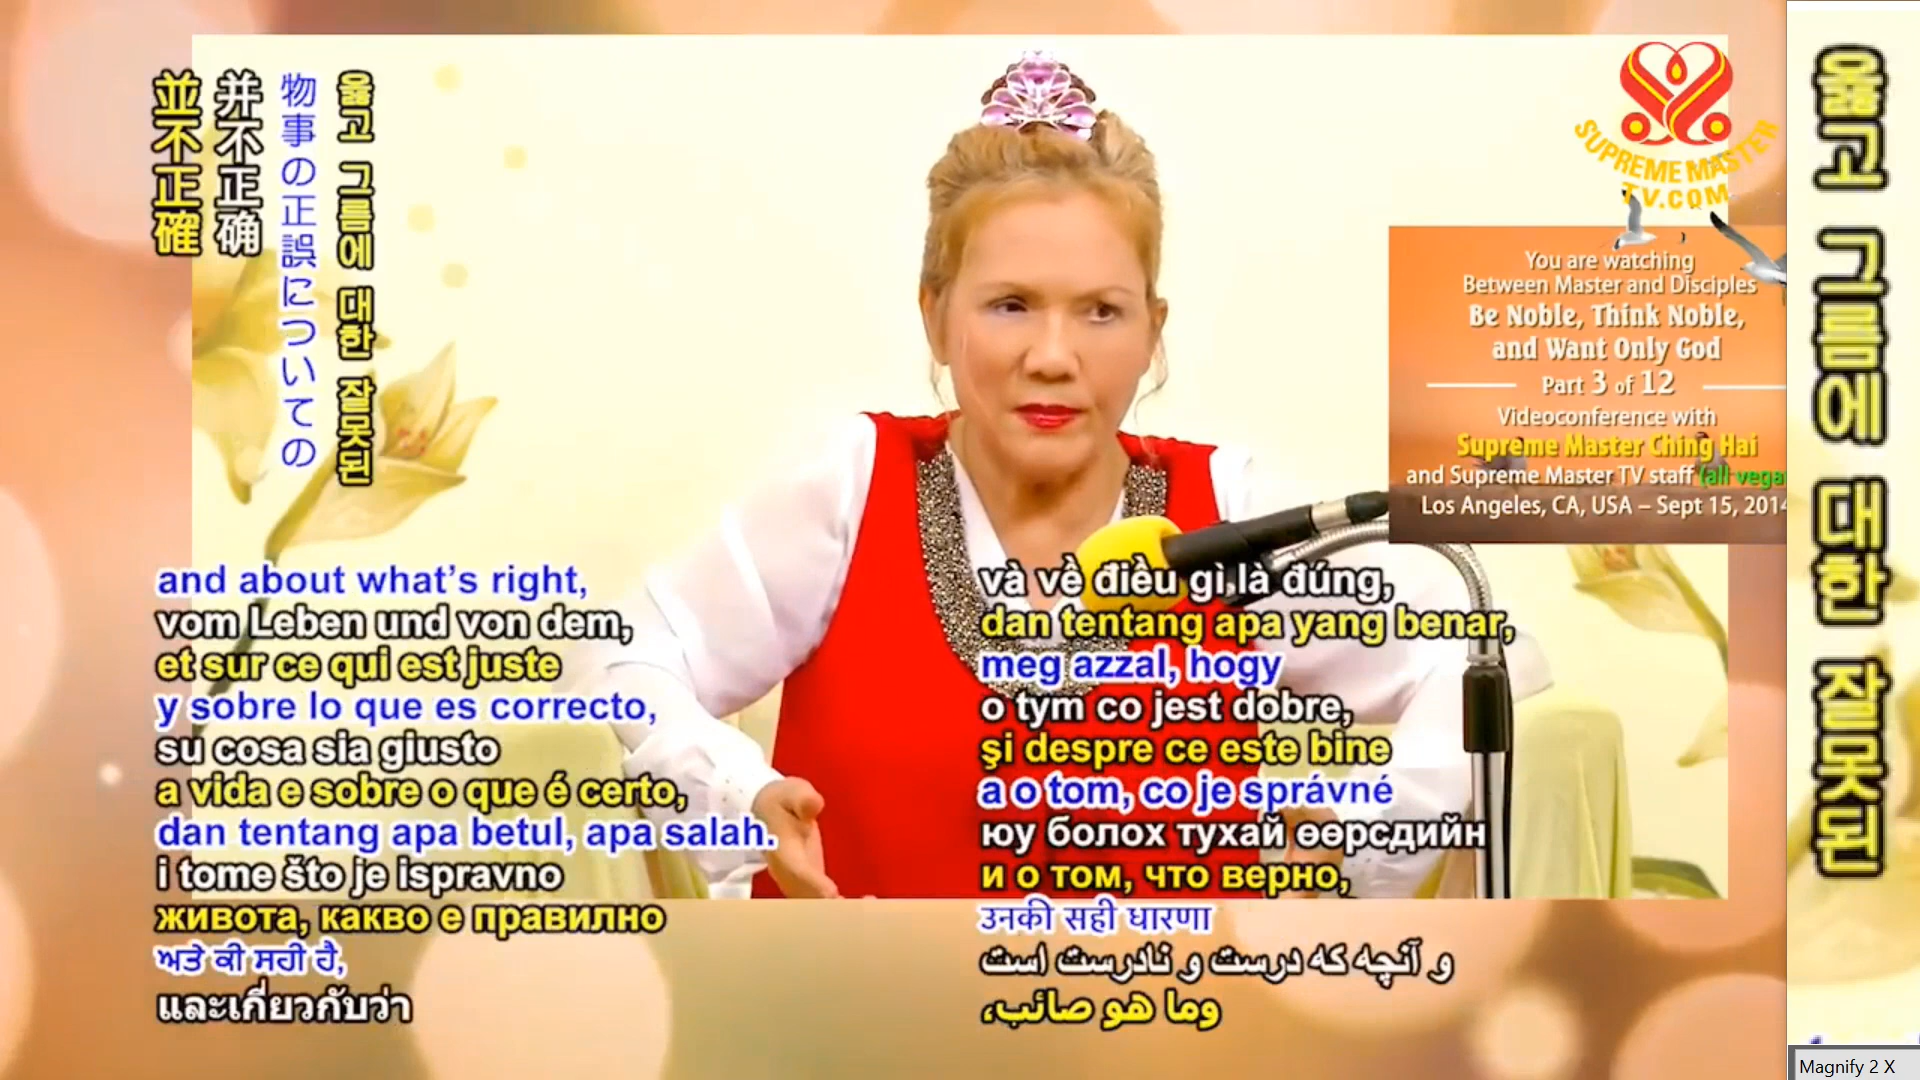 並不正確
并不正确
物事の正誤についての
옳고 그름에 대한 잘못된
SUPREME MASTER
TV.COM
You are watching
Between Master and Disciples
Be Noble, Think Noble,
and Want Only God
Part 3 of 12
Videoconference with
Supreme Master Ching Hai
and Supreme Master TV staff (all vega
Los Angeles, CA, USA – Sept 15, 2014
and about what's right,
vom Leben und von dem,
et sur ce qui est juste
y sobre lo que es correcto,
su cosa sia giusto
a vida e sobre o que é certo,
dan tentang apa betul, apa salah.
i tome što je ispravno
живота, какво е правилно
ਅਤੇ ਕੀ ਸਹੀ ਹੈ,
และเกี่ยวกับว่า
và về điều gì là đúng,
dan tentang apa yang benar,
meg azzal, hogy
o tym co jest dobre,
şi despre ce este bine
a o tom, co je správné
юу болох тухай өөрсдийн
и о том, что верно,
उनकी सही धारणा
و آنچه که درست و نادرست است
وما هو صائب،
옳고 그름에 대한 잘못된
Magnify 2 X